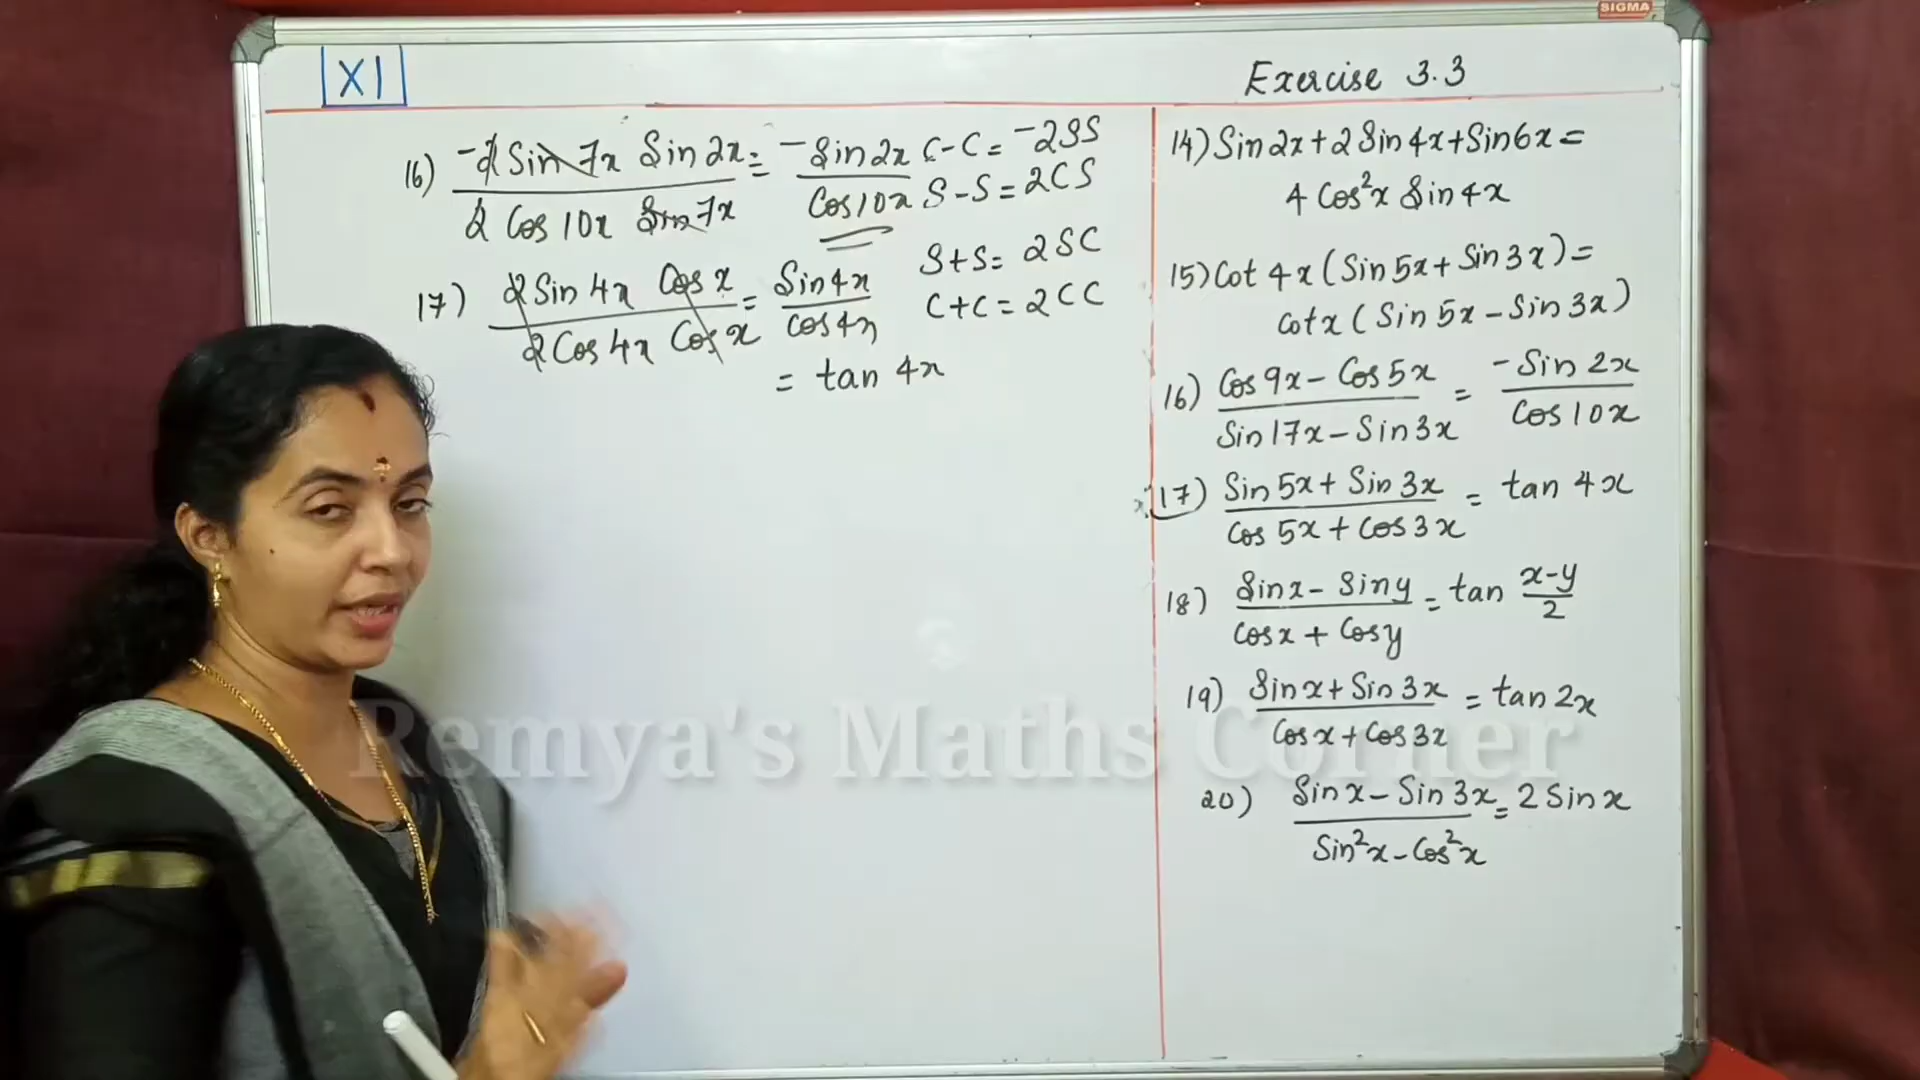 SIGMA
XI
Exercise 3.3
16) -2 Sin 7x Sin 2x / 2 Cos 10x Sin 7x = -Sin 2x / Cos 10x
C-C = -2SS
S-S = 2CS
S+S = 2SC
C+C = 2CC
17) 2 Sin 4x Cos x / 2 Cos 4x Cos x = Sin 4x / cos 4x
= tan 4x
14) Sin 2x + 2 Sin 4x + Sin 6x =
4 Cos²x Sin 4x
15) Cot 4x (Sin 5x + Sin 3x) =
cot x (Sin 5x - Sin 3x)
16) Cos 9x - Cos 5x / Sin 17x - Sin 3x = -Sin 2x / Cos 10x
17) Sin 5x + Sin 3x / Cos 5x + Cos 3x = tan 4x
18) Sin x - Sin y / Cos x + Cos y = tan x-y / 2
19) Sin x + Sin 3x / Cos x + Cos 3x = tan 2x
20) Sin x - Sin 3x / Sin²x - Cos²x = 2 Sin x
Remya's Maths Corner